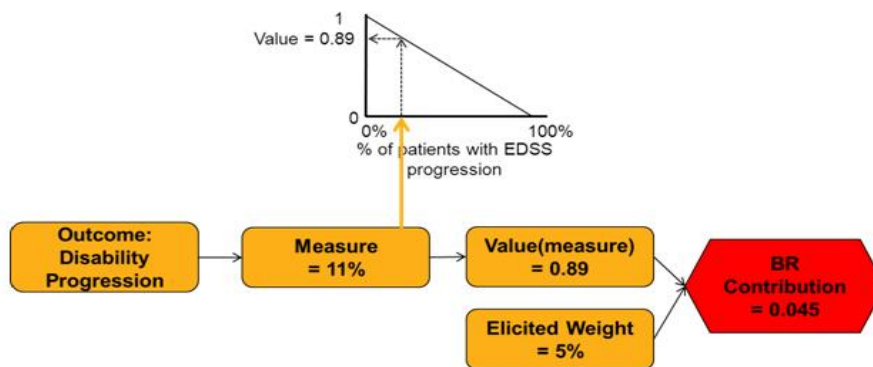 1
Value = 0.89
0
0% 100%
% of patients with EDSS
progression
Outcome:
Disability
Progression
Measure
= 11%
Value(measure)
= 0.89
Elicited Weight
= 5%
BR
Contribution
= 0.045